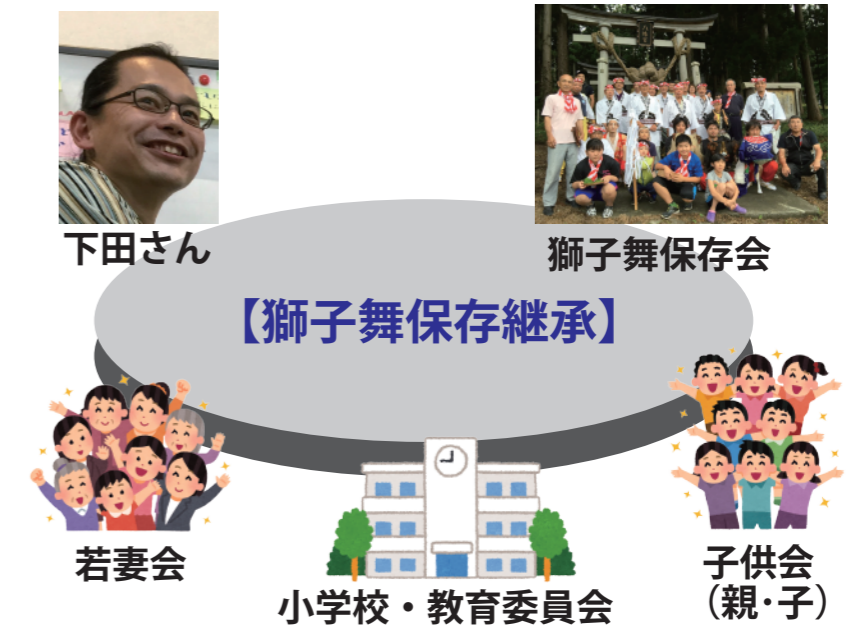 下田さん
獅子舞保存会
【獅子舞保存継承】
若妻会
小学校・教育委員会
子供会
(親・子)